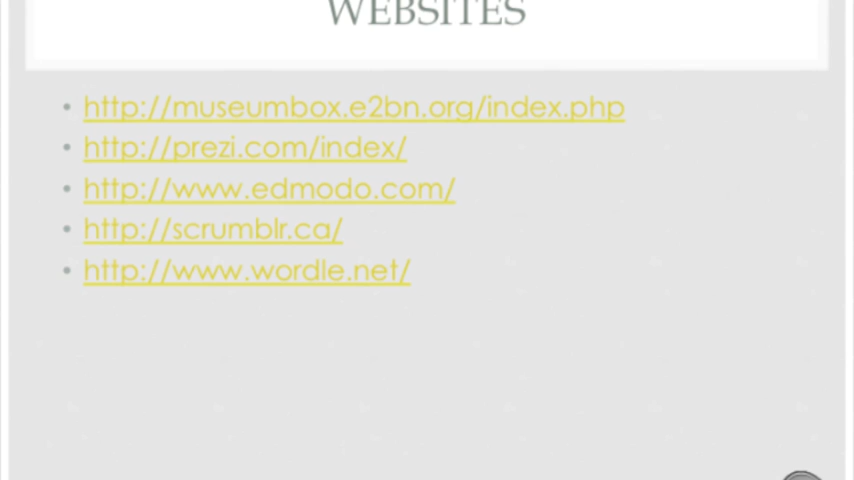 WEBSITES
http://museumbox.e2bn.org/index.php
http://prezi.com/index/
http://www.edmodo.com/
http://scrumblr.ca/
http://www.wordle.net/